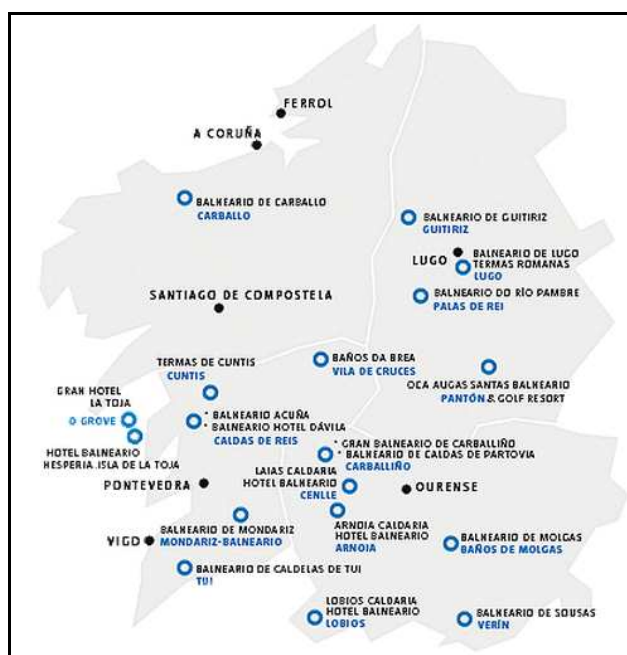 FERROL
A CORUÑA
BALNEARIO DE CARBALLO
CARBALLO
BALNEARIO DE GUITIRIZ
GUITIRIZ
LUGO
BALNEARIO DE LUGO
TERMAS ROMANAS
LUGO
BALNEARIO DO RÍO PAMBRE
PALAS DE REI
SANTIAGO DE COMPOSTELA
TERMAS DE CUNTIS
CUNTIS
BAÑOS DA BREA
VILA DE CRUCES
OCA AUGAS SANTAS BALNEARIO
PANTÓN & GOLF RESORT
GRAN HOTEL
LA TOJA
O GROVE
HOTEL BALNEARIO
HESPERIA .ISLA DE LA TOJA
* BALNEARIO ACUÑA
* BALNEARIO HOTEL DÁVILA
CALDAS DE REIS
* GRAN BALNEARIO DE CARBALLIÑO
* BALNEARIO DE CALDAS DE PARTOVIA
CARBALLIÑO
LAIAS CALDARIA
HOTEL BALNEARIO
CENLLE
PONTEVEDRA
OURENSE
ARNOIA CALDARIA
HOTEL BALNEARIO
ARNOIA
VIGO
BALNEARIO DE MONDARIZ
MONDARIZ-BALNEARIO
BALNEARIO DE MOLGAS
BAÑOS DE MOLGAS
BALNEARIO DE CALDELAS DE TUI
TUI
LOBIOS CALDARIA
HOTEL BALNEARIO
LOBIOS
BALNEARIO DE SOUSAS
VERÍN